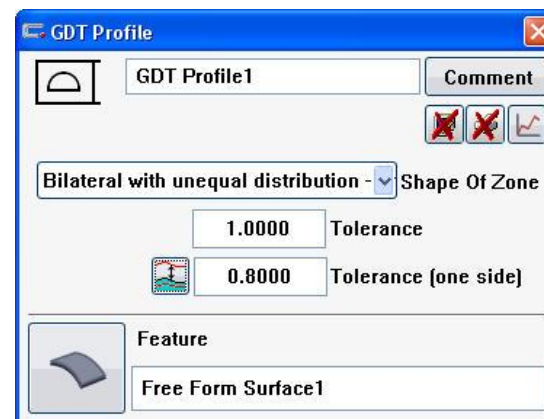 GDT Profile
GDT Profile1
Comment
Bilateral with unequal distribution -
Shape Of Zone
1.0000 Tolerance
0.8000 Tolerance (one side)
Feature
Free Form Surface1